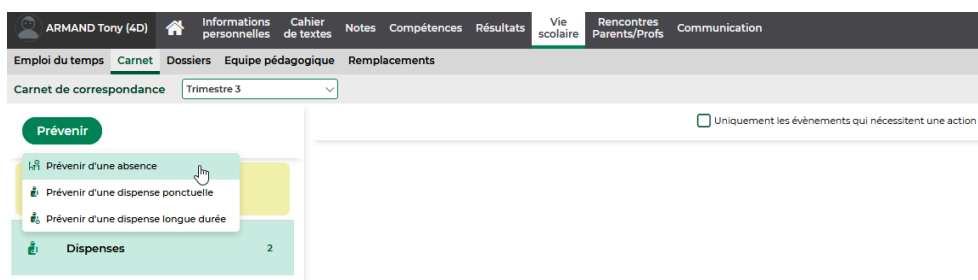 ARMAND Tony (4D)
Informations personnelles
Cahier de textes
Notes
Compétences
Résultats
Vie scolaire
Rencontres Parents/Profs
Communication
Emploi du temps
Carnet
Dossiers
Equipe pédagogique
Remplacements
Carnet de correspondance
Trimestre 3
Prévenir
Uniquement les évènements qui nécessitent une action
Prévenir d'une absence
Prévenir d'une dispense ponctuelle
Prévenir d'une dispense longue durée
Dispenses 2